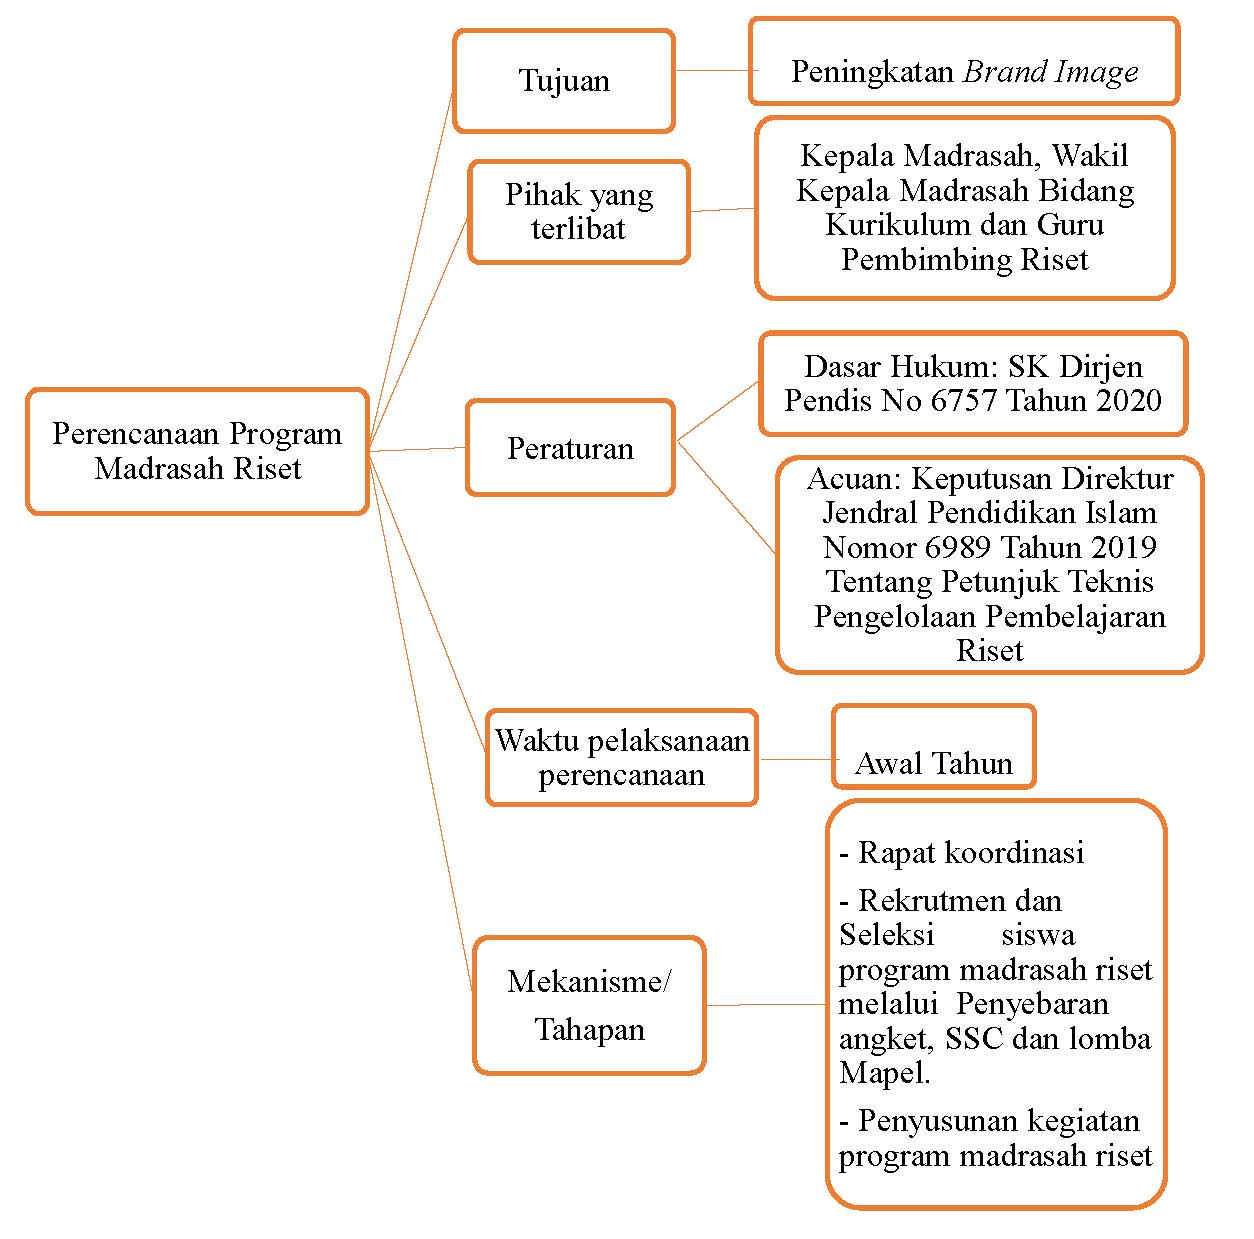 Tujuan
Peningkatan Brand Image
Pihak yang
terlibat
Kepala Madrasah, Wakil
Kepala Madrasah Bidang
Kurikulum dan Guru
Pembimbing Riset
Perencanaan Program
Madrasah Riset
Peraturan
Dasar Hukum: SK Dirjen
Pendis No 6757 Tahun 2020
Acuan: Keputusan Direktur
Jendral Pendidikan Islam
Nomor 6989 Tahun 2019
Tentang Petunjuk Teknis
Pengelolaan Pembelajaran
Riset
Waktu pelaksanaan
perencanaan
Awal Tahun
Mekanisme/
Tahapan
- Rapat koordinasi
- Rekrutmen dan
Seleksi siswa
program madrasah riset
melalui Penyebaran
angket, SSC dan lomba
Mapel.
- Penyusunan kegiatan
program madrasah riset